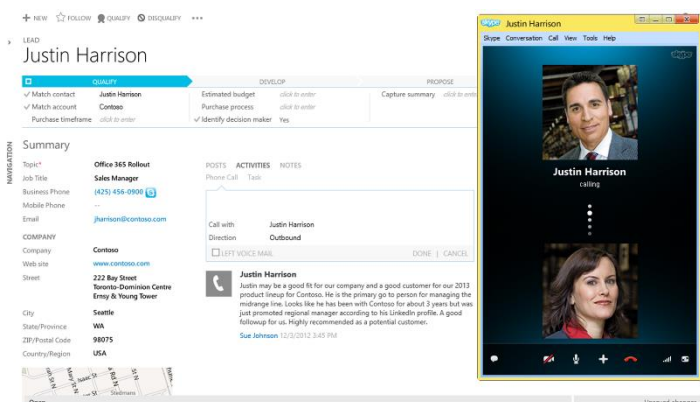 + NEW ☆ FOLLOW QUALIFY DISQUALIFY •••
LEAD
Justin Harrison
QUALIFY DEVELOP PROPOSE
✓ Match contact Justin Harrison Estimated budget click to enter Capture summary click to enter
✓ Match account Contoso Purchase process click to enter
Purchase timeframe click to enter ✓ Identify decision maker Yes
NAVIGATION
Summary
Topic* Office 365 Rollout
Job Title Sales Manager
Business Phone (425) 456-0900
Mobile Phone --
Email jharrison@contoso.com
COMPANY
Company Contoso
Web site www.contoso.com
Street 222 Bay Street
Toronto-Dominion Centre
Ernsy & Young Tower
City Seattle
State/Province WA
ZIP/Postal Code 98075
Country/Region USA
Isaac St
Steelmans
POSTS ACTIVITIES NOTES
Phone Call Task
Call with Justin Harrison
Direction Outbound
LEFT VOICE MAIL DONE | CANCEL
Justin Harrison
Justin may be a good fit for our company and a good customer for our 2013
product lineup for Contoso. He is the primary go to person for managing the
midrange line. Looks like he has been with Contoso for about 3 years but was
just promoted regional manager according to his LinkedIn profile. A good
followup for us. Highly recommended as a potential customer.
Sue Johnson 12/3/2012 3:45 PM
skype Justin Harrison
Skype Conversation Call View Tools Help
skype
Justin Harrison
calling